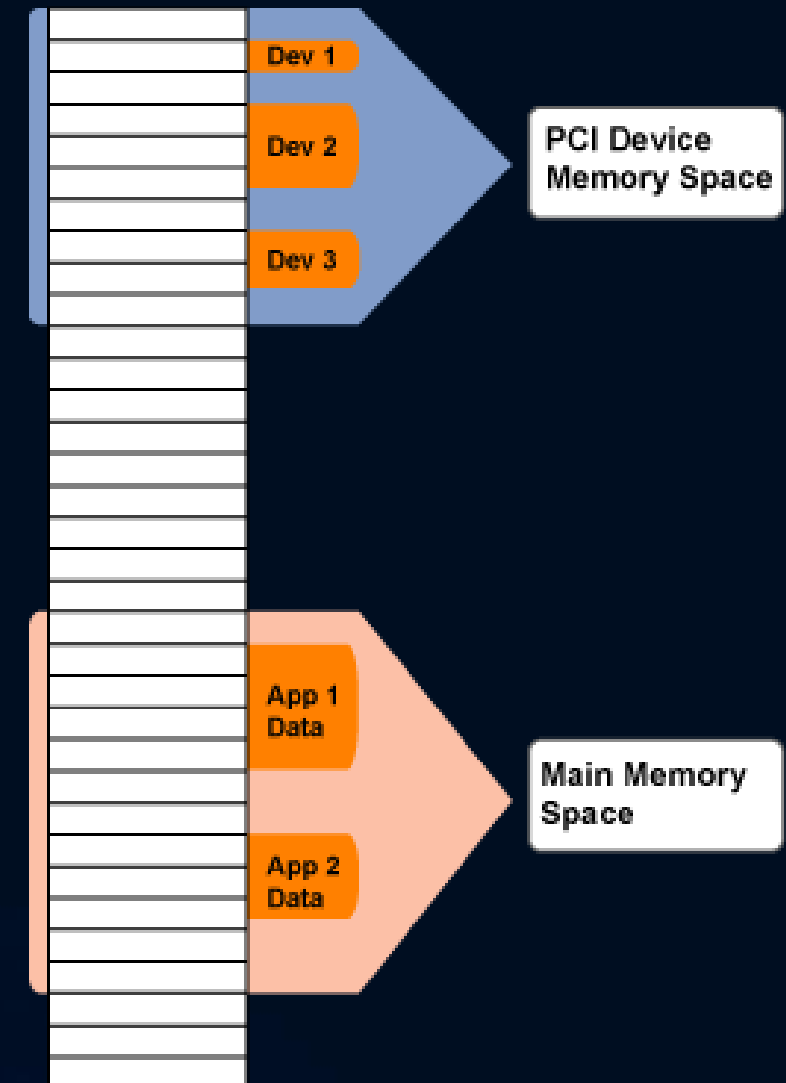 Dev 1
Dev 2
PCI Device
Memory Space
Dev 3
App 1
Data
Main Memory
Space
App 2
Data